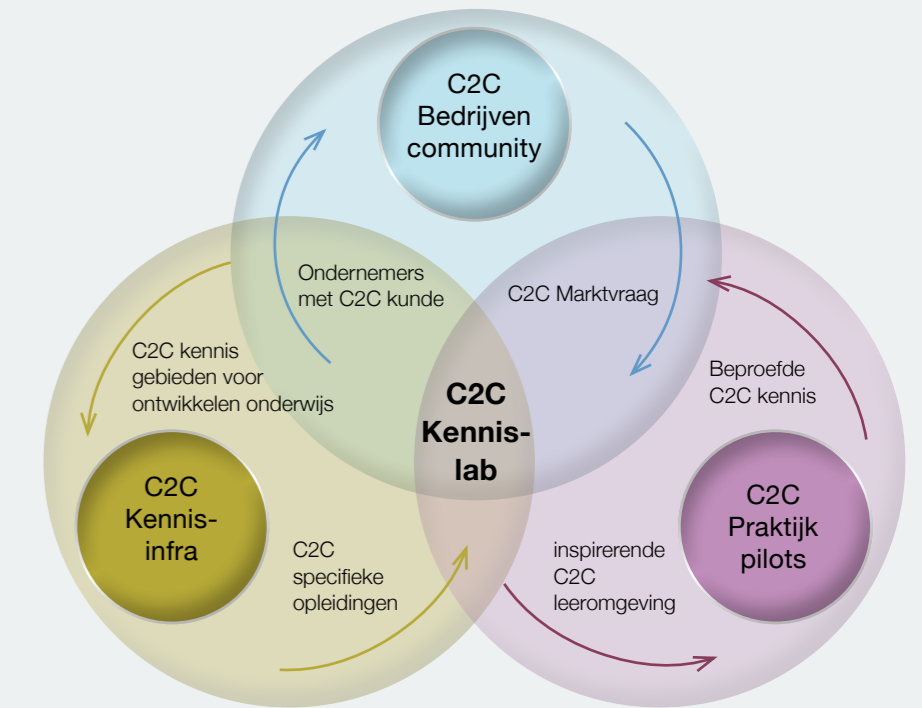 C2C
Bedrijven
community
Ondernemers
met C2C kunde
C2C Marktvraag
C2C kennis
gebieden voor
ontwikkelen onderwijs
C2C
Kennis-
lab
Beproefde
C2C kennis
C2C
Kennis-
infra
C2C
specifieke
opleidingen
inspirerende
C2C
leeromgeving
C2C
Praktijk
pilots